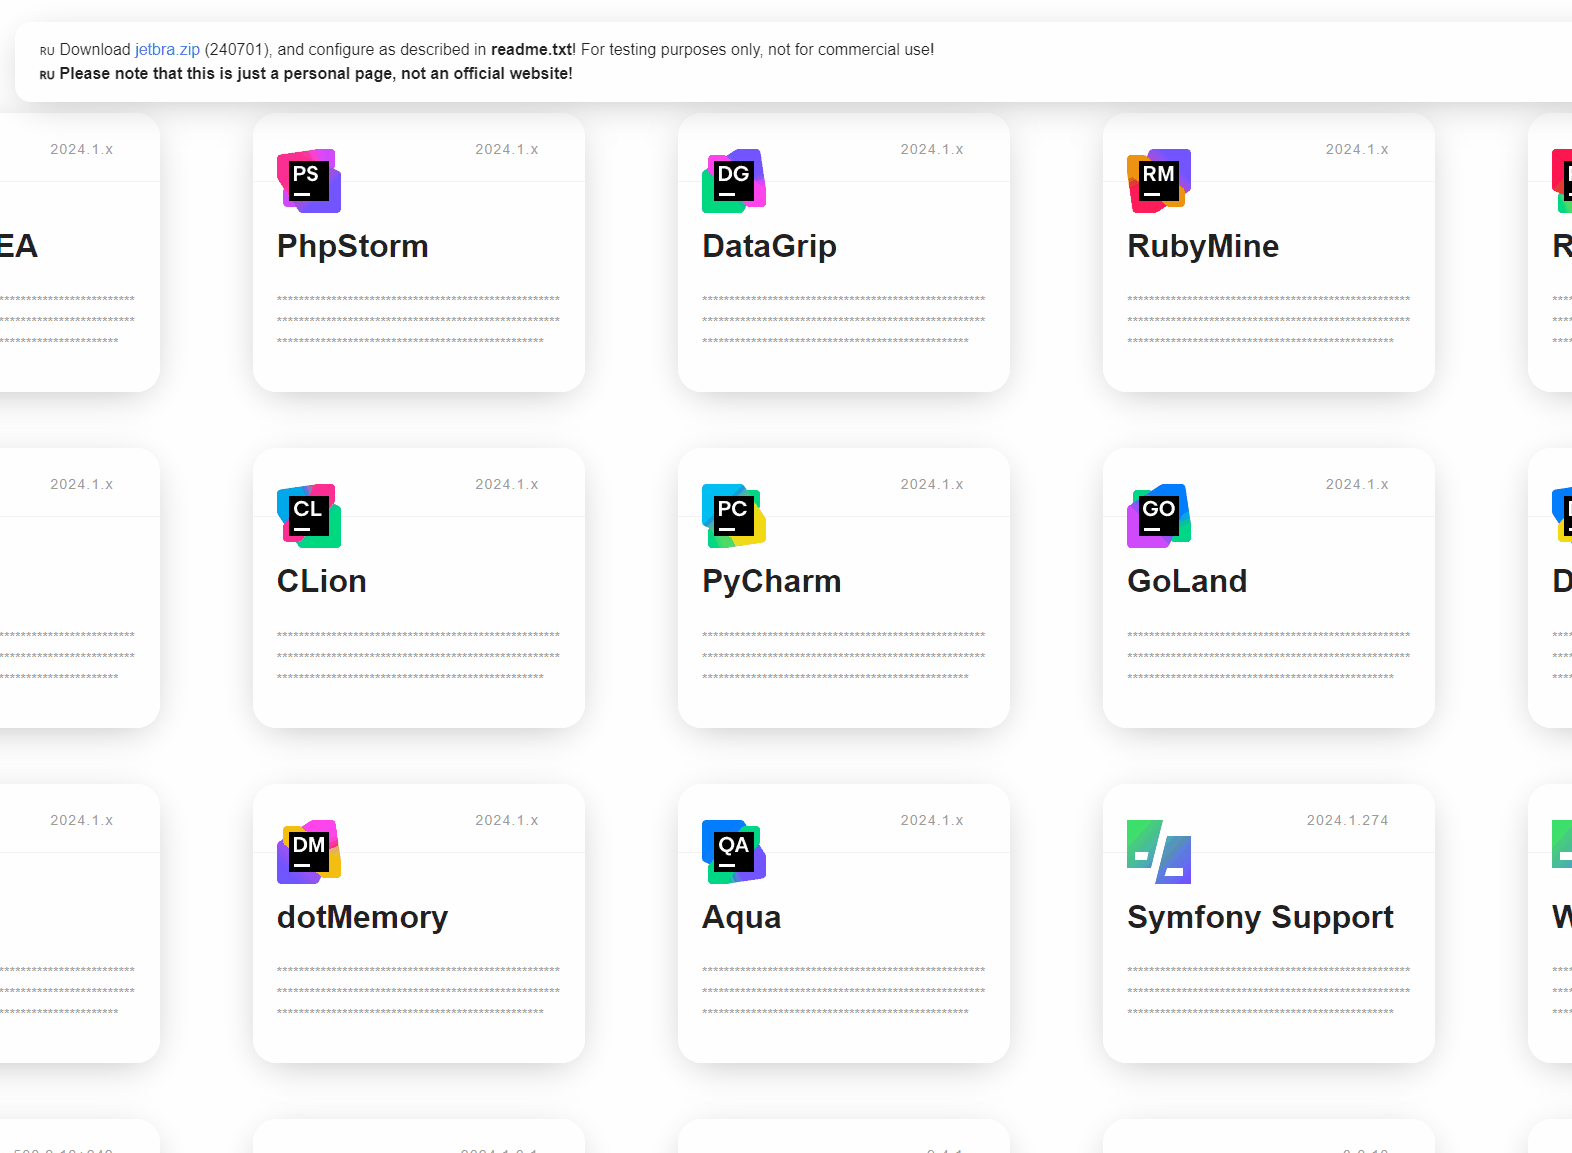 RU Download jetbra.zip (240701), and configure as described in readme.txt! For testing purposes only, not for commercial use!
RU Please note that this is just a personal page, not an official website!
2024.1.x 2024.1.x 2024.1.x 2024.1.x
PS DG RM
EA PhpStorm DataGrip RubyMine R
2024.1.x 2024.1.x 2024.1.x 2024.1.x
CL PC GO
CLion PyCharm GoLand D
2024.1.x 2024.1.x 2024.1.x 2024.1.274
DM QA
dotMemory Aqua Symfony Support W